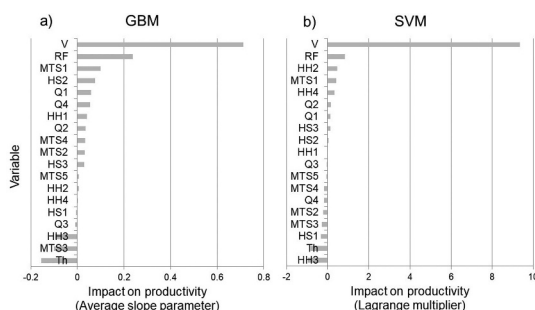 a)
GBM
V
RF
MTS1
HS2
Q1
Q4
HH1
Q2
MTS4
MTS2
HS3
MTS5
HH2
HH4
HS1
Q3
HH3
MTS3
Th
Variable
-0.2 0 0.2 0.4 0.6 0.8
Impact on productivity
(Average slope parameter)
b)
SVM
V
RF
HH2
MTS1
HH4
Q2
Q1
HS3
HS2
HH1
Q3
MTS5
MTS4
Q4
MTS2
MTS3
HS1
Th
HH3
-2 0 2 4 6 8 10
Impact on productivity
(Lagrange multiplier)